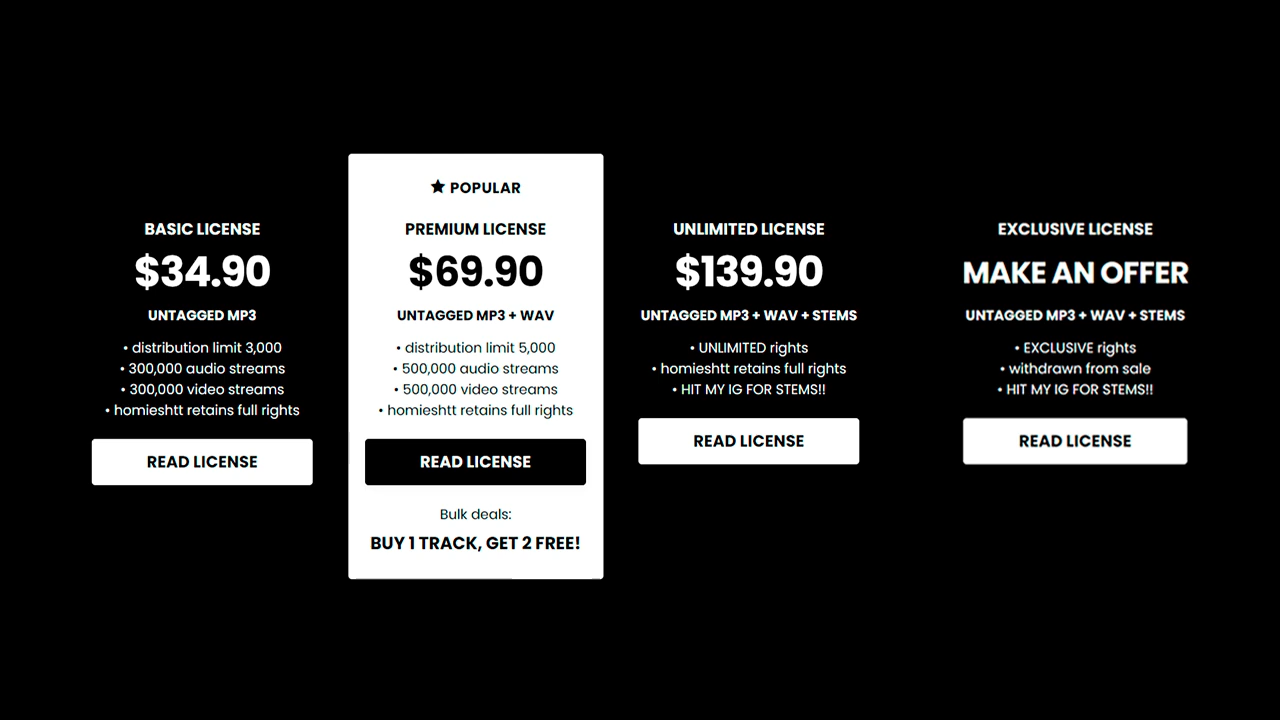 ★ POPULAR
BASIC LICENSE
$34.90
UNTAGGED MP3
• distribution limit 3,000
• 300,000 audio streams
• 300,000 video streams
• homieshtt retains full rights
READ LICENSE
PREMIUM LICENSE
$69.90
UNTAGGED MP3 + WAV
• distribution limit 5,000
• 500,000 audio streams
• 500,000 video streams
• homieshtt retains full rights
READ LICENSE
Bulk deals:
BUY 1 TRACK, GET 2 FREE!
UNLIMITED LICENSE
$139.90
UNTAGGED MP3 + WAV + STEMS
• UNLIMITED rights
• homieshtt retains full rights
• HIT MY IG FOR STEMS!!
READ LICENSE
EXCLUSIVE LICENSE
MAKE AN OFFER
UNTAGGED MP3 + WAV + STEMS
• EXCLUSIVE rights
• withdrawn from sale
• HIT MY IG FOR STEMS!!
READ LICENSE